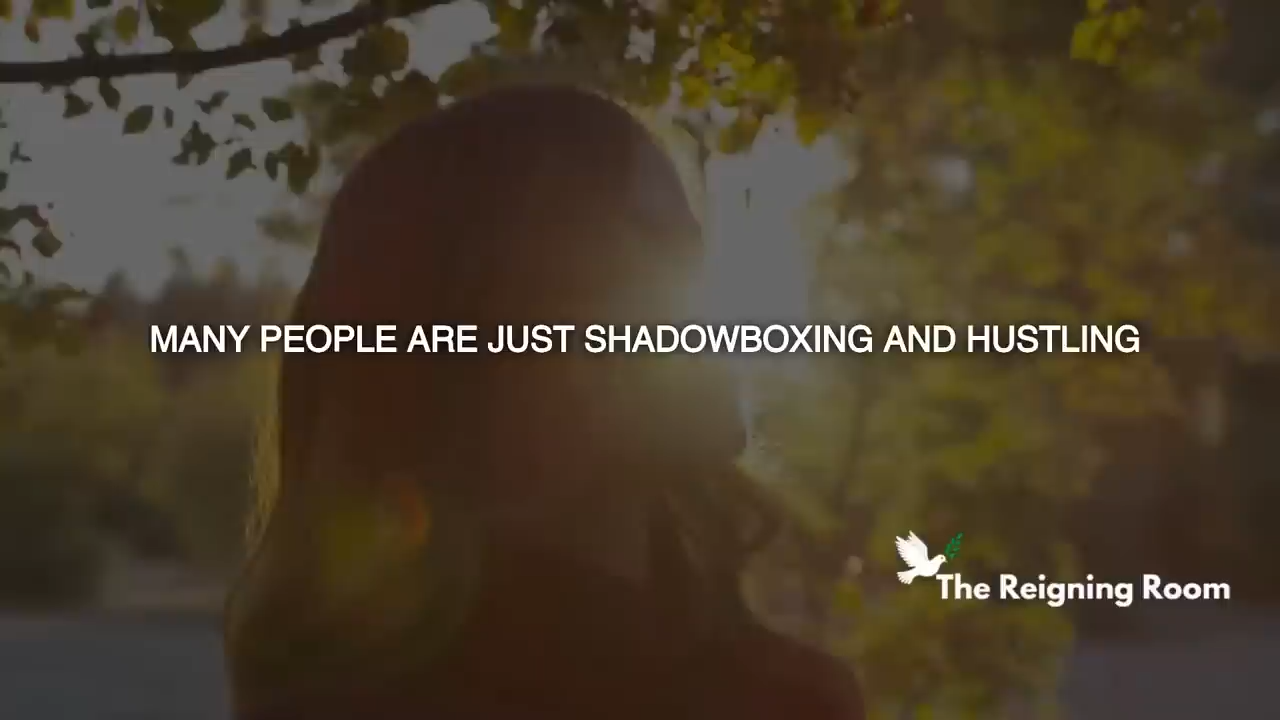 MANY PEOPLE ARE JUST SHADOWBOXING AND HUSTLING
The Reigning Room